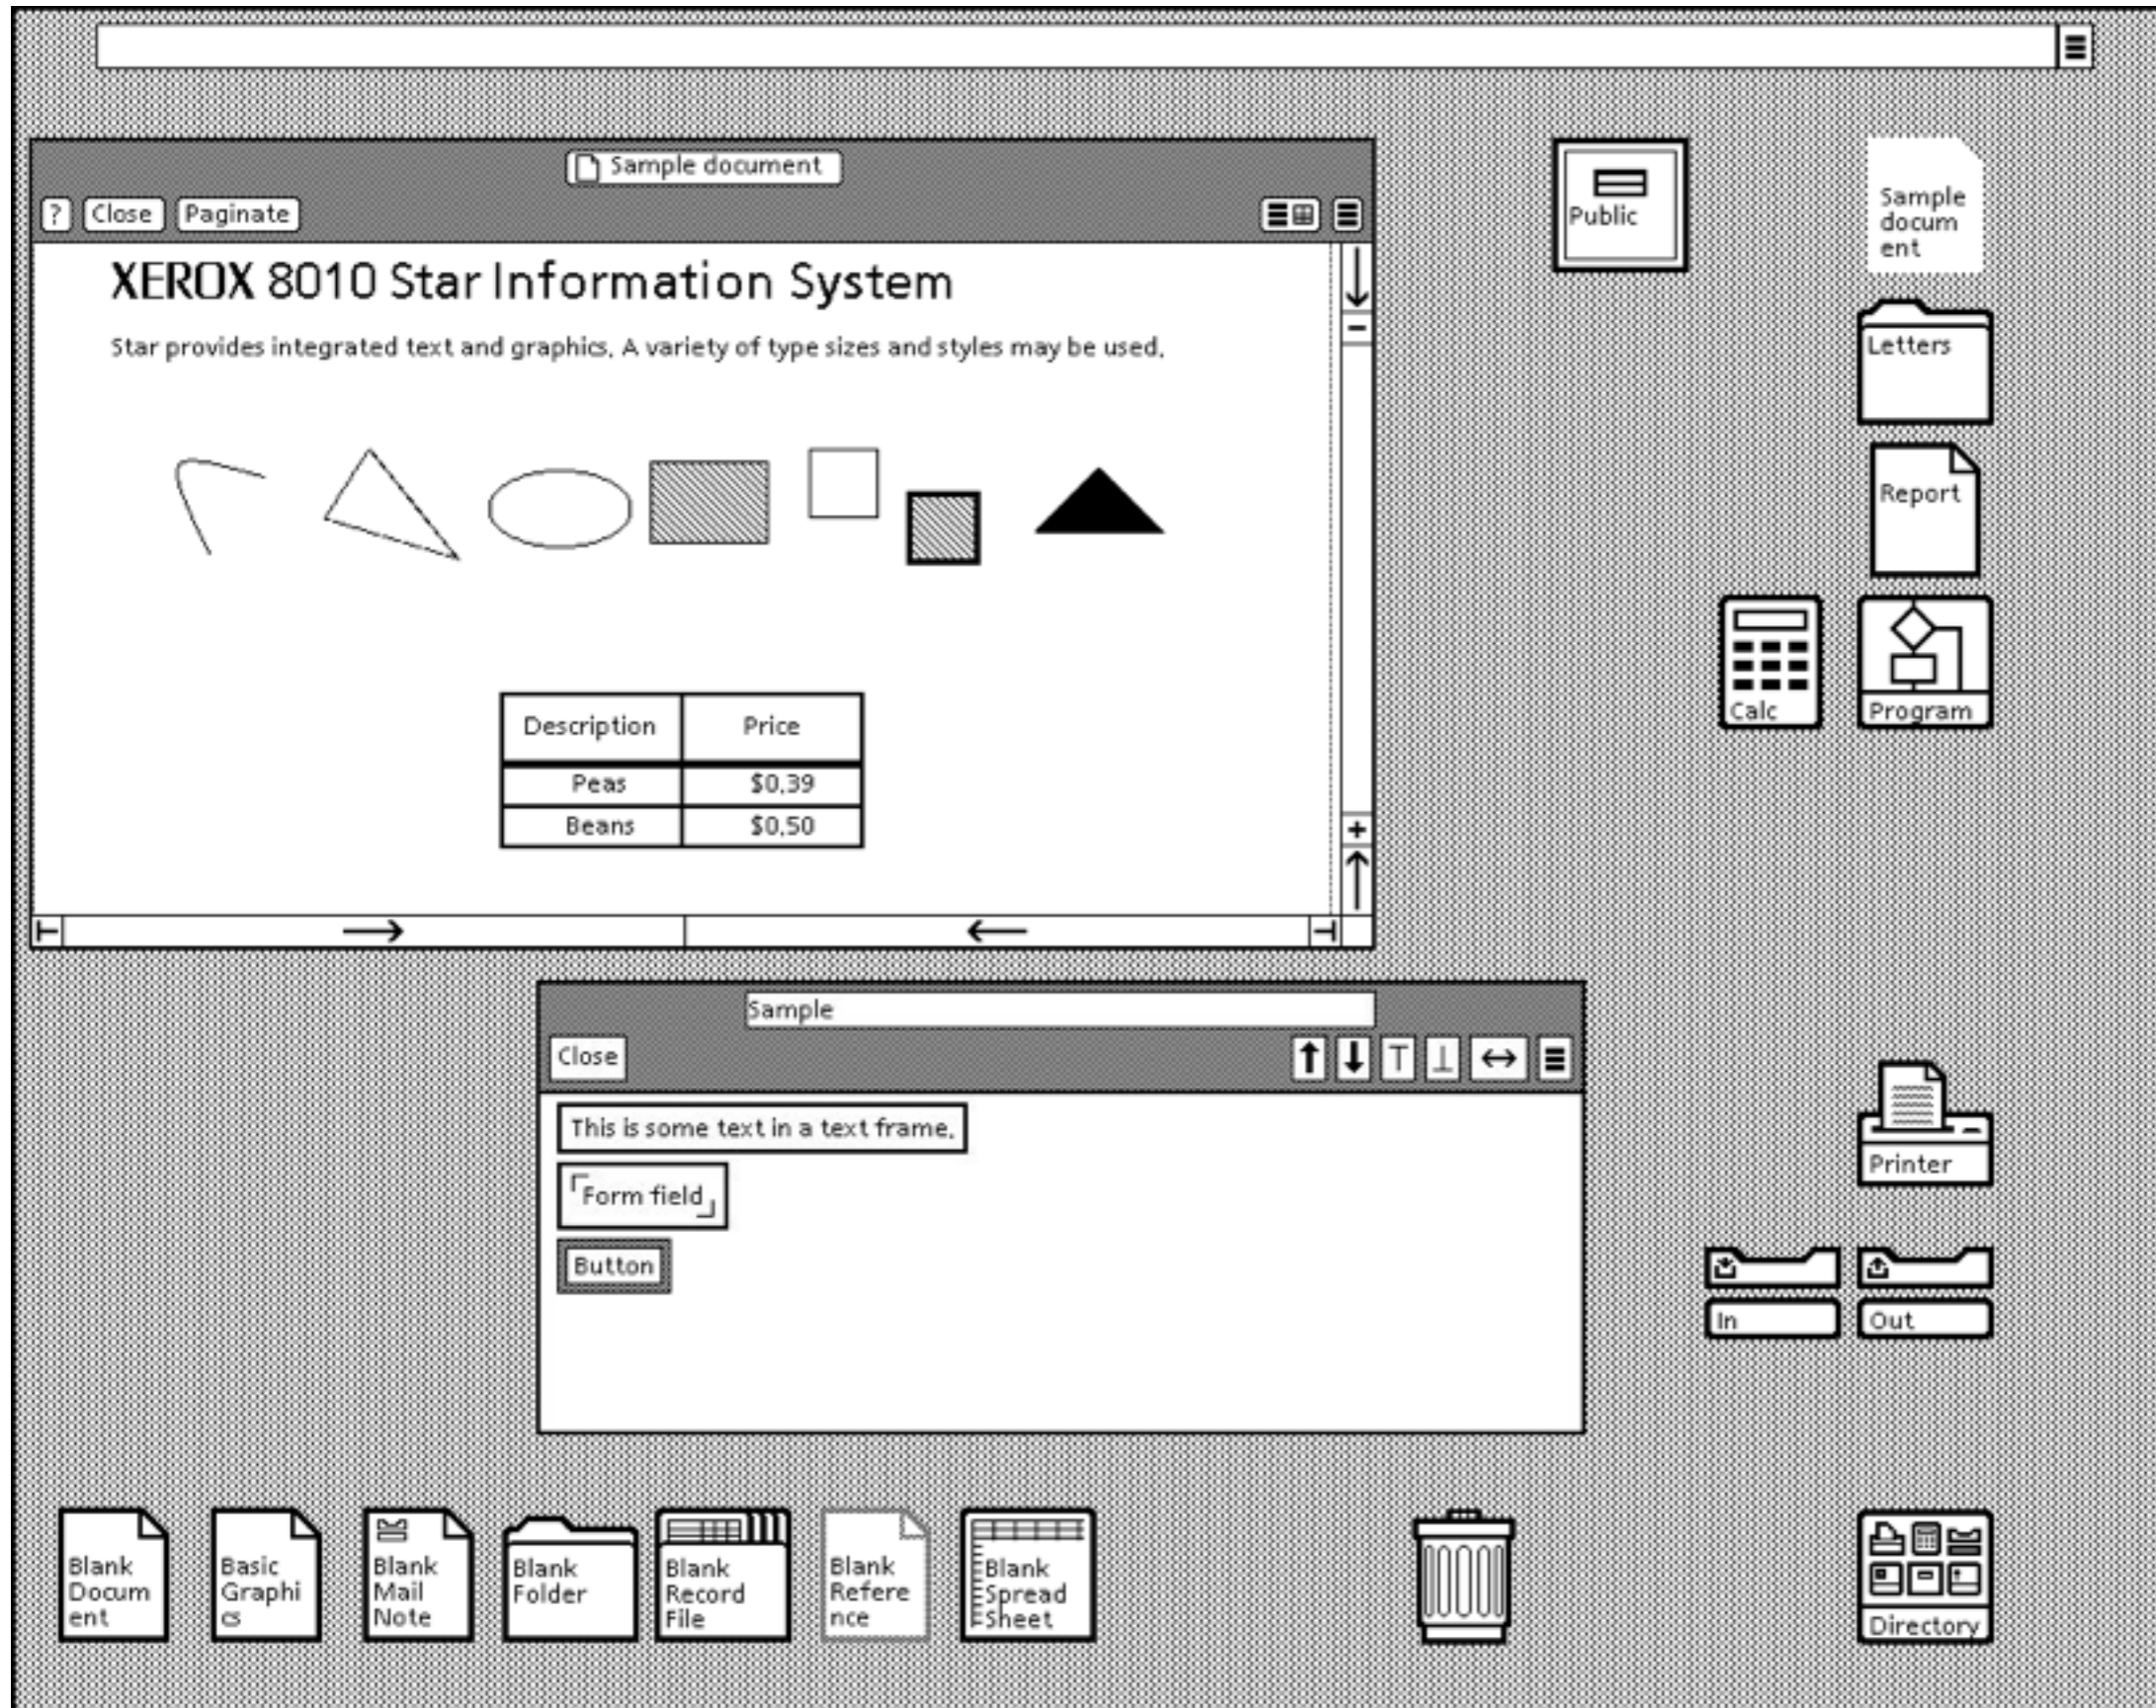 Sample document
? Close Paginate
XEROX 8010 Star Information System
Star provides integrated text and graphics. A variety of type sizes and styles may be used.
Description Price
Peas $0.39
Beans $0.50
Public
Sample
docum
ent
Letters
Report
Calc
Program
Sample
Close
This is some text in a text frame.
Form field
Button
Printer
In
Out
Blank
Docum
ent
Basic
Graphi
cs
Blank
Mail
Note
Blank
Folder
Blank
Record
File
Blank
Refere
nce
Blank
Spread
Sheet
Directory